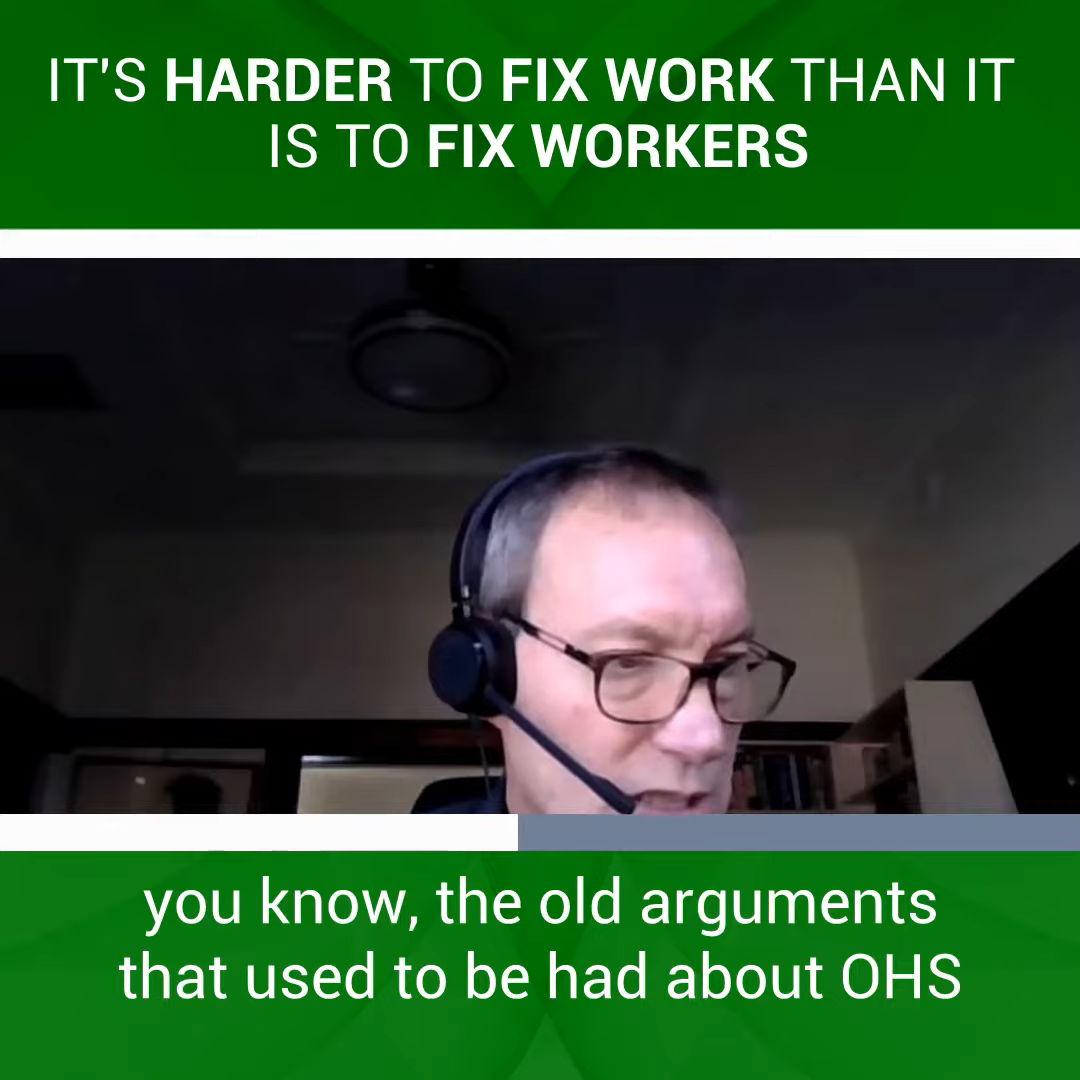 IT'S HARDER TO FIX WORK THAN IT
IS TO FIX WORKERS
you know, the old arguments
that used to be had about OHS